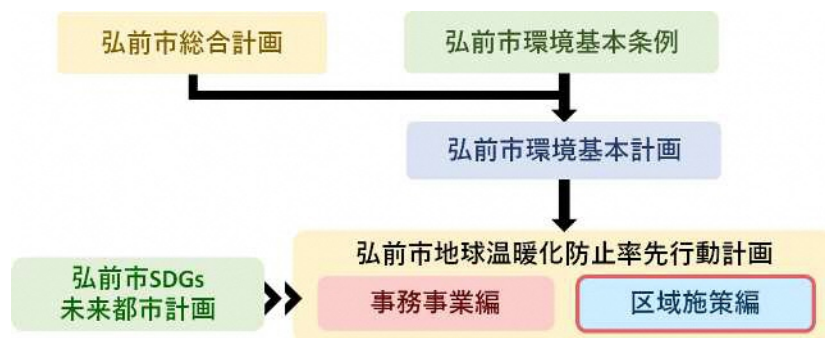 弘前市総合計画
弘前市環境基本条例
弘前市環境基本計画
弘前市地球温暖化防止率先行動計画
弘前市SDGs
未来都市計画
事務事業編
区域施策編